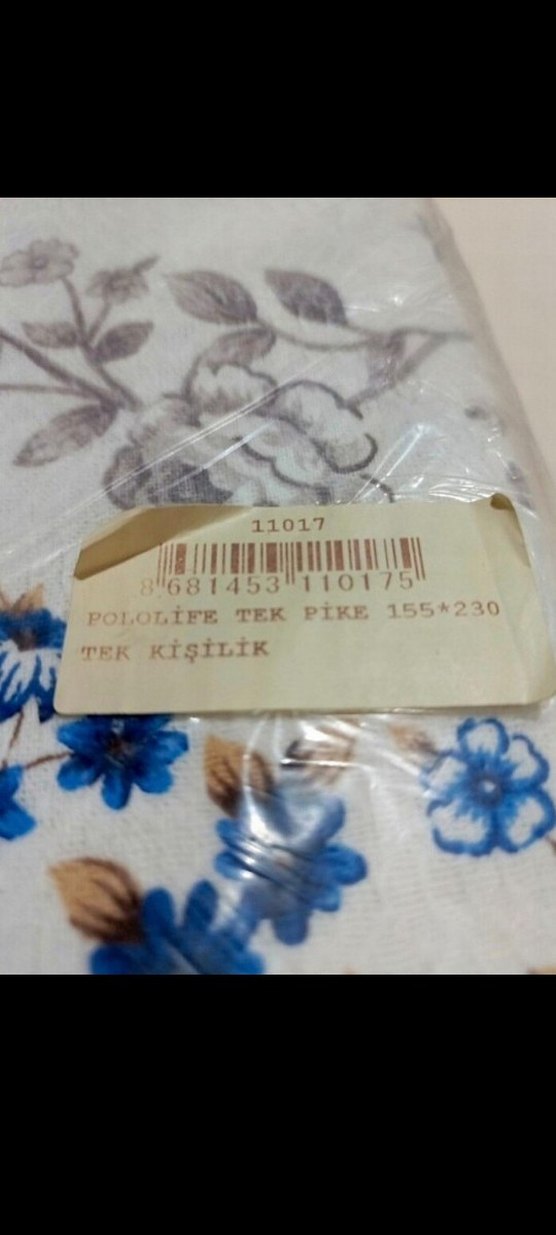 11017
8 681453 110175
POLOLİFE TEK PİKE 155*230
TEK KİŞİLİK